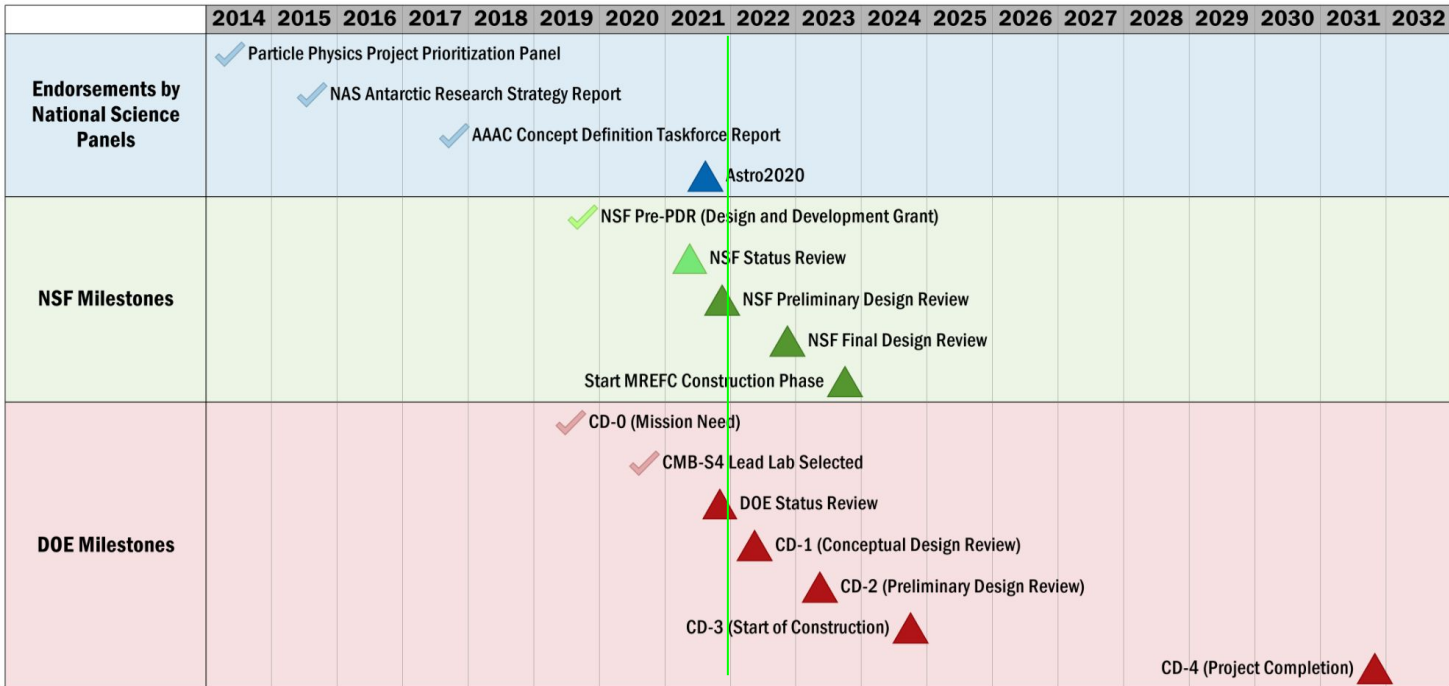 2014 2015 2016 2017 2018 2019 2020 2021 2022 2023 2024 2025 2026 2027 2028 2029 2030 2031 2032
Endorsements by
National Science
Panels
Particle Physics Project Prioritization Panel
NAS Antarctic Research Strategy Report
AAAC Concept Definition Taskforce Report
Astro2020
NSF Milestones
NSF Pre-PDR (Design and Development Grant)
NSF Status Review
NSF Preliminary Design Review
NSF Final Design Review
Start MREFC Construction Phase
DOE Milestones
CD-0 (Mission Need)
CMB-S4 Lead Lab Selected
DOE Status Review
CD-1 (Conceptual Design Review)
CD-2 (Preliminary Design Review)
CD-3 (Start of Construction)
CD-4 (Project Completion)